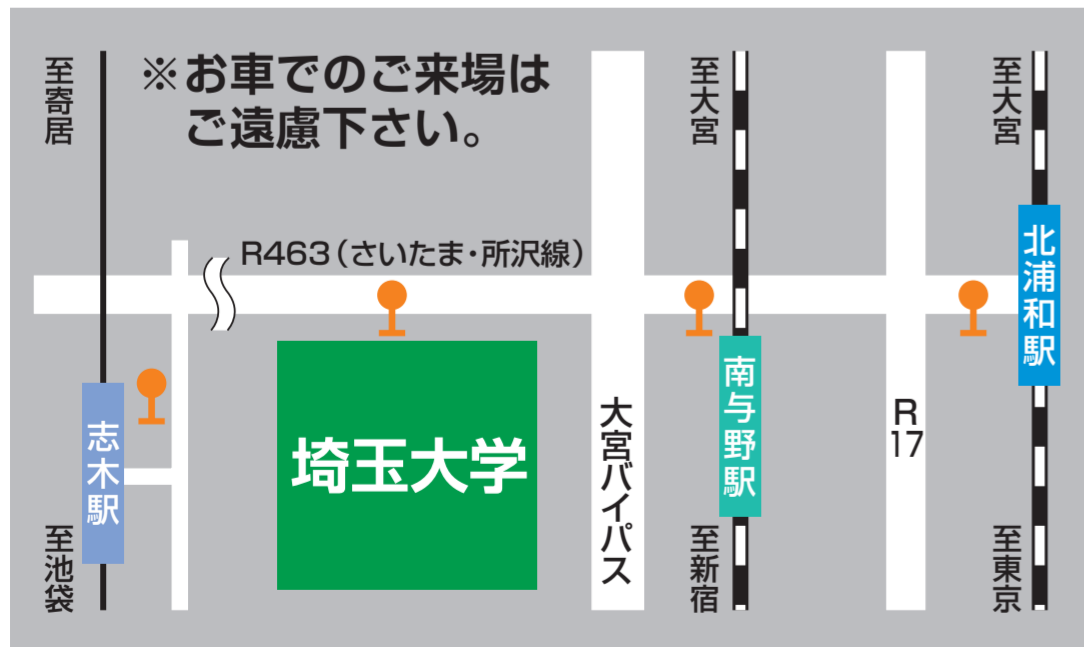 ※お車でのご来場は
ご遠慮下さい。
至寄居
至大宮
至大宮
R463（さいたま・所沢線）
北浦和駅
南与野駅
志木駅
埼玉大学
大宮バイパス
R
17
至池袋
至新宿
至東京